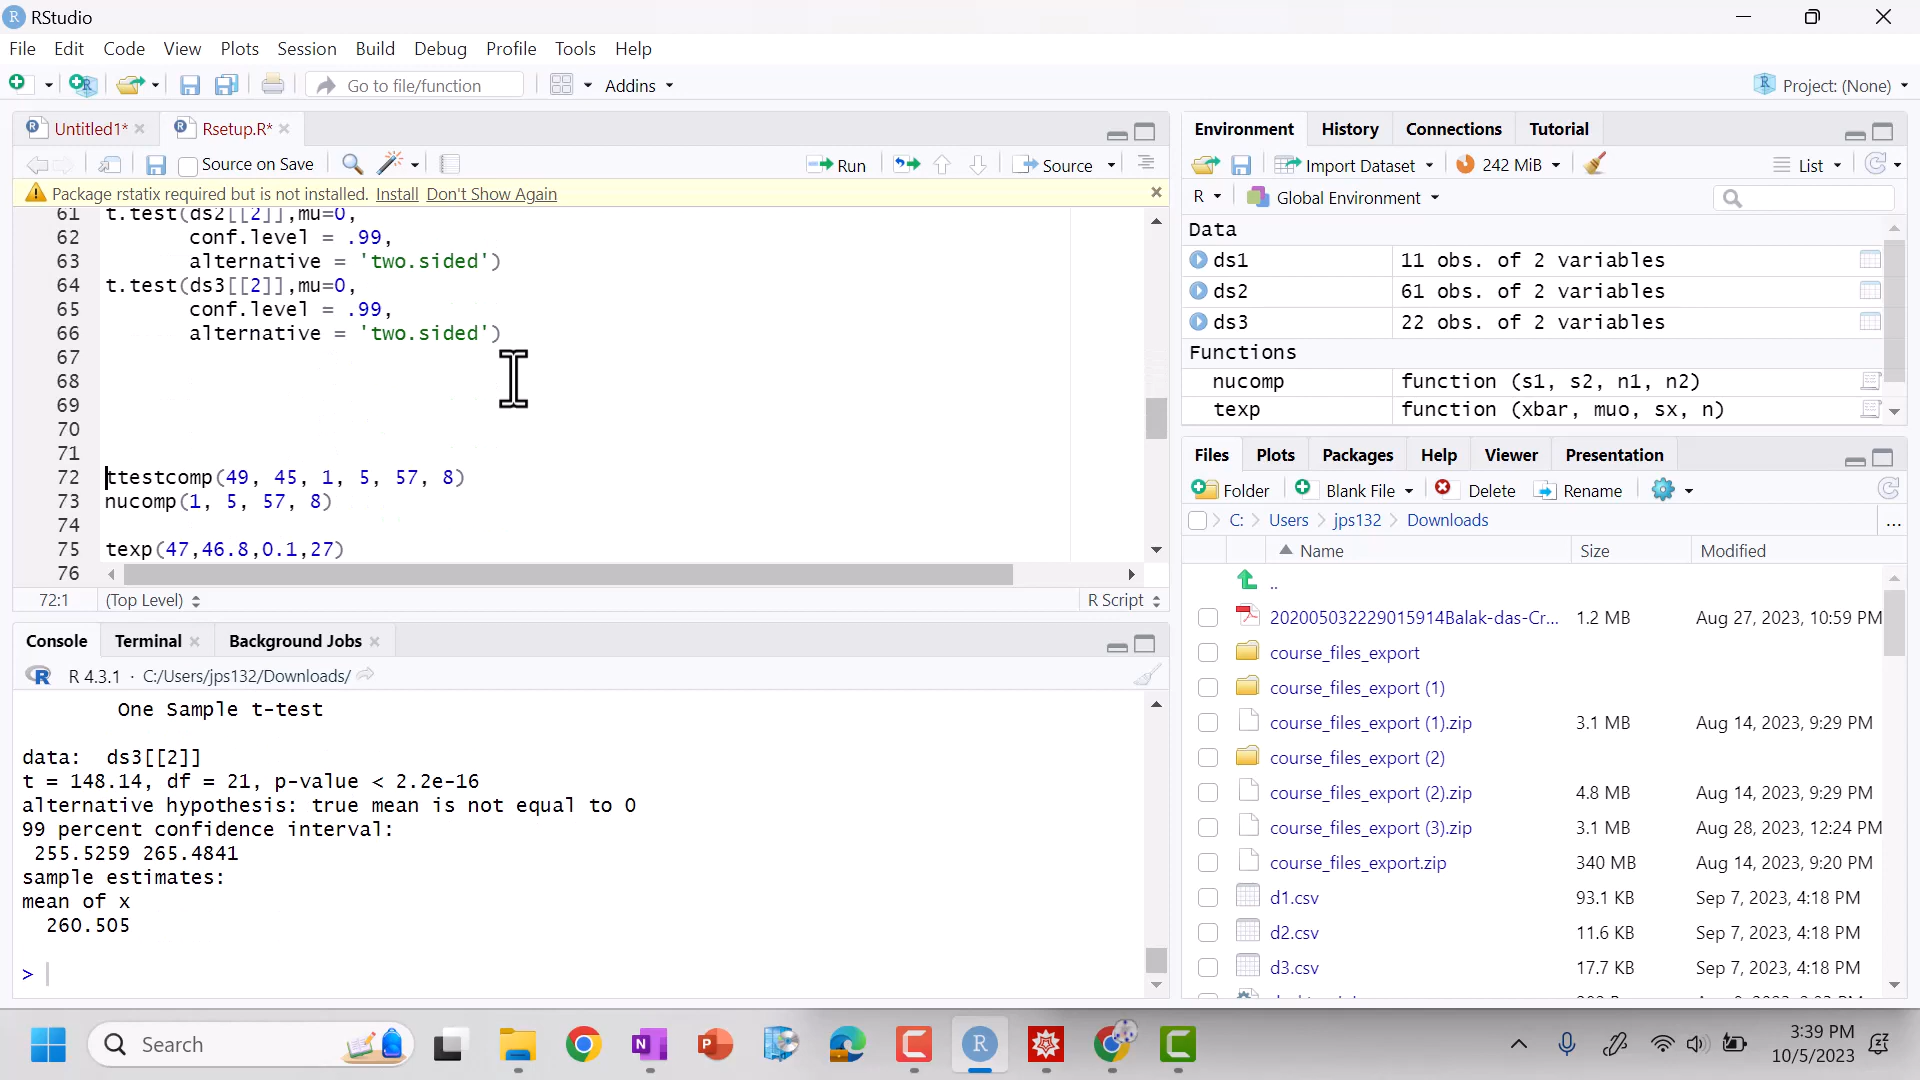 RStudio
File Edit Code View Plots Session Build Debug Profile Tools Help
Go to file/function Addins Project: (None)
Untitled1* Rsetup.R*
Source on Save Run Source
Package rstatix required but is not installed. Install Don't Show Again
61 t.test(ds2[[2]],mu=0,
62 conf.level = .99,
63 alternative = 'two.sided')
64 t.test(ds3[[2]],mu=0,
65 conf.level = .99,
66 alternative = 'two.sided')
67
68
69
70
71
72 ttestcomp(49, 45, 1, 5, 57, 8)
73 nucomp(1, 5, 57, 8)
74
75 texp(47,46.8,0.1,27)
76
72:1 (Top Level) R Script
Console Terminal Background Jobs
R 4.3.1 · C:/Users/jps132/Downloads/
One Sample t-test
data: ds3[[2]]
t = 148.14, df = 21, p-value < 2.2e-16
alternative hypothesis: true mean is not equal to 0
99 percent confidence interval:
255.5259 265.4841
sample estimates:
mean of x
260.505
>
Environment History Connections Tutorial
Import Dataset 242 MiB List
R Global Environment
Data
ds1 11 obs. of 2 variables
ds2 61 obs. of 2 variables
ds3 22 obs. of 2 variables
Functions
nucomp function (s1, s2, n1, n2)
texp function (xbar, muo, sx, n)
Files Plots Packages Help Viewer Presentation
Folder Blank File Delete Rename
C: Users jps132 Downloads ...
Name Size Modified
..
202005032229015914Balak-das-Cr... 1.2 MB Aug 27, 2023, 10:59 PM
course_files_export
course_files_export (1)
course_files_export (1).zip 3.1 MB Aug 14, 2023, 9:29 PM
course_files_export (2)
course_files_export (2).zip 4.8 MB Aug 14, 2023, 9:29 PM
course_files_export (3).zip 3.1 MB Aug 28, 2023, 12:24 PM
course_files_export.zip 340 MB Aug 14, 2023, 9:20 PM
d1.csv 93.1 KB Sep 7, 2023, 4:18 PM
d2.csv 11.6 KB Sep 7, 2023, 4:18 PM
d3.csv 17.7 KB Sep 7, 2023, 4:18 PM
Search
3:39 PM
10/5/2023